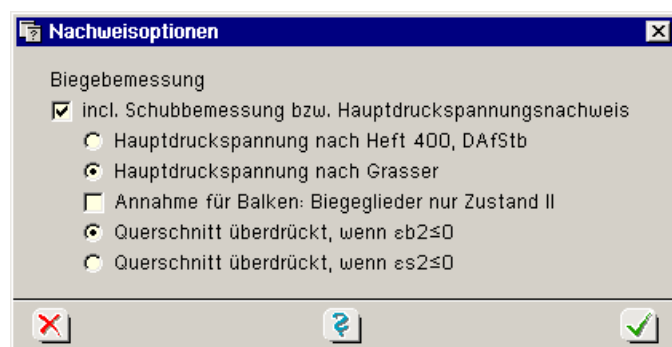 Nachweisoptionen
Biegebemessung
incl. Schubbemessung bzw. Hauptdruckspannungsnachweis
Hauptdruckspannung nach Heft 400, DAfStb
Hauptdruckspannung nach Grasser
Annahme für Balken: Biegeglieder nur Zustand II
Querschnitt überdrückt, wenn εb2≤0
Querschnitt überdrückt, wenn εs2≤0